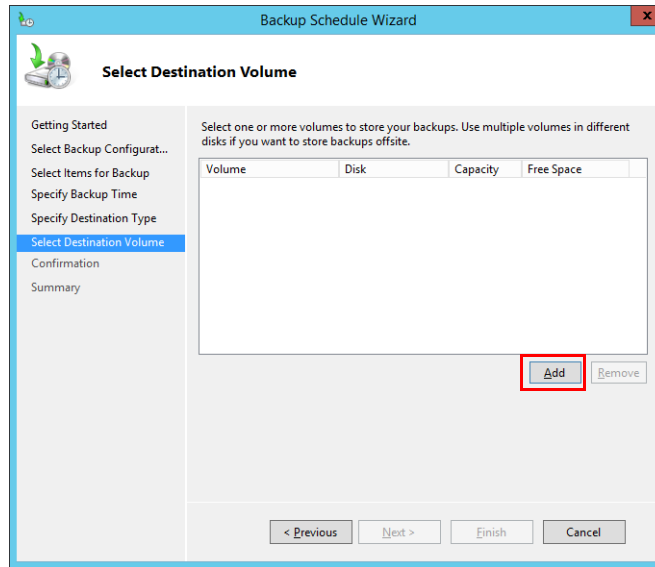 Backup Schedule Wizard
x
Select Destination Volume
Getting Started
Select Backup Configurat...
Select Items for Backup
Specify Backup Time
Specify Destination Type
Select Destination Volume
Confirmation
Summary
Select one or more volumes to store your backups. Use multiple volumes in different
disks if you want to store backups offsite.
Volume Disk Capacity Free Space
Add Remove
< Previous Next > Finish Cancel